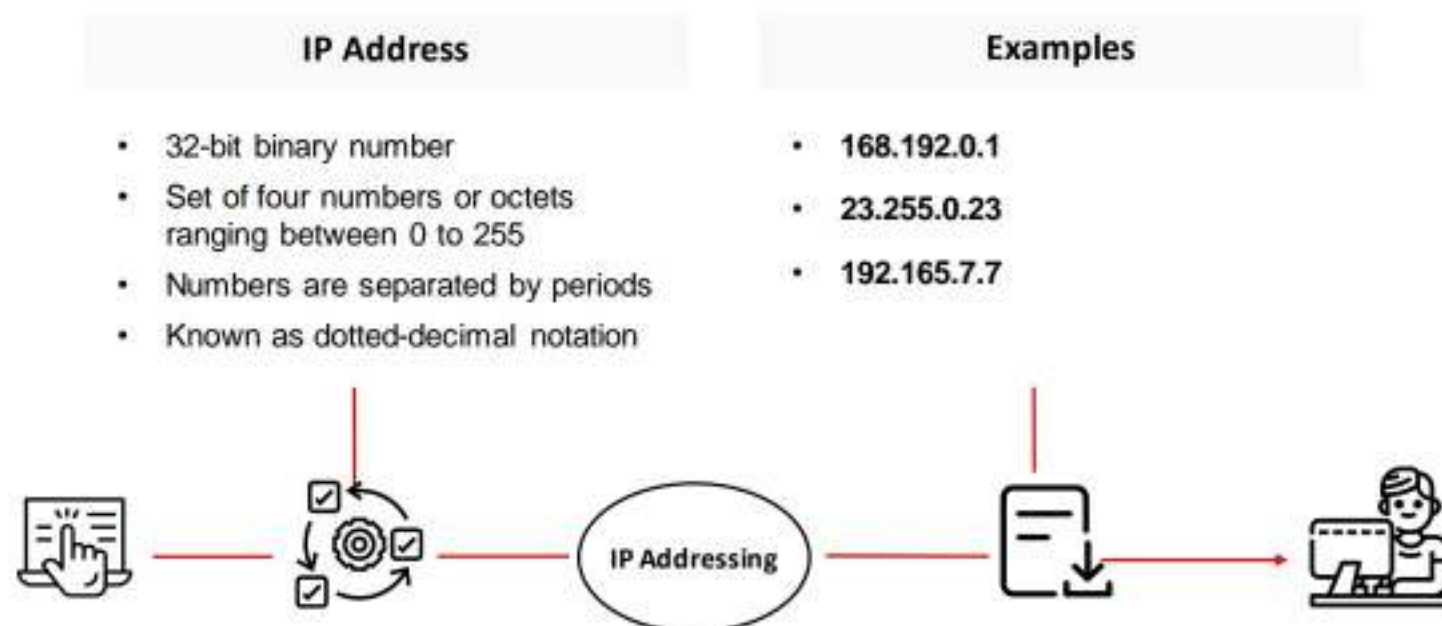 IP Address
32-bit binary number
Set of four numbers or octets
ranging between 0 to 255
Numbers are separated by periods
Known as dotted-decimal notation
Examples
168.192.0.1
23.255.0.23
192.165.7.7
IP Addressing